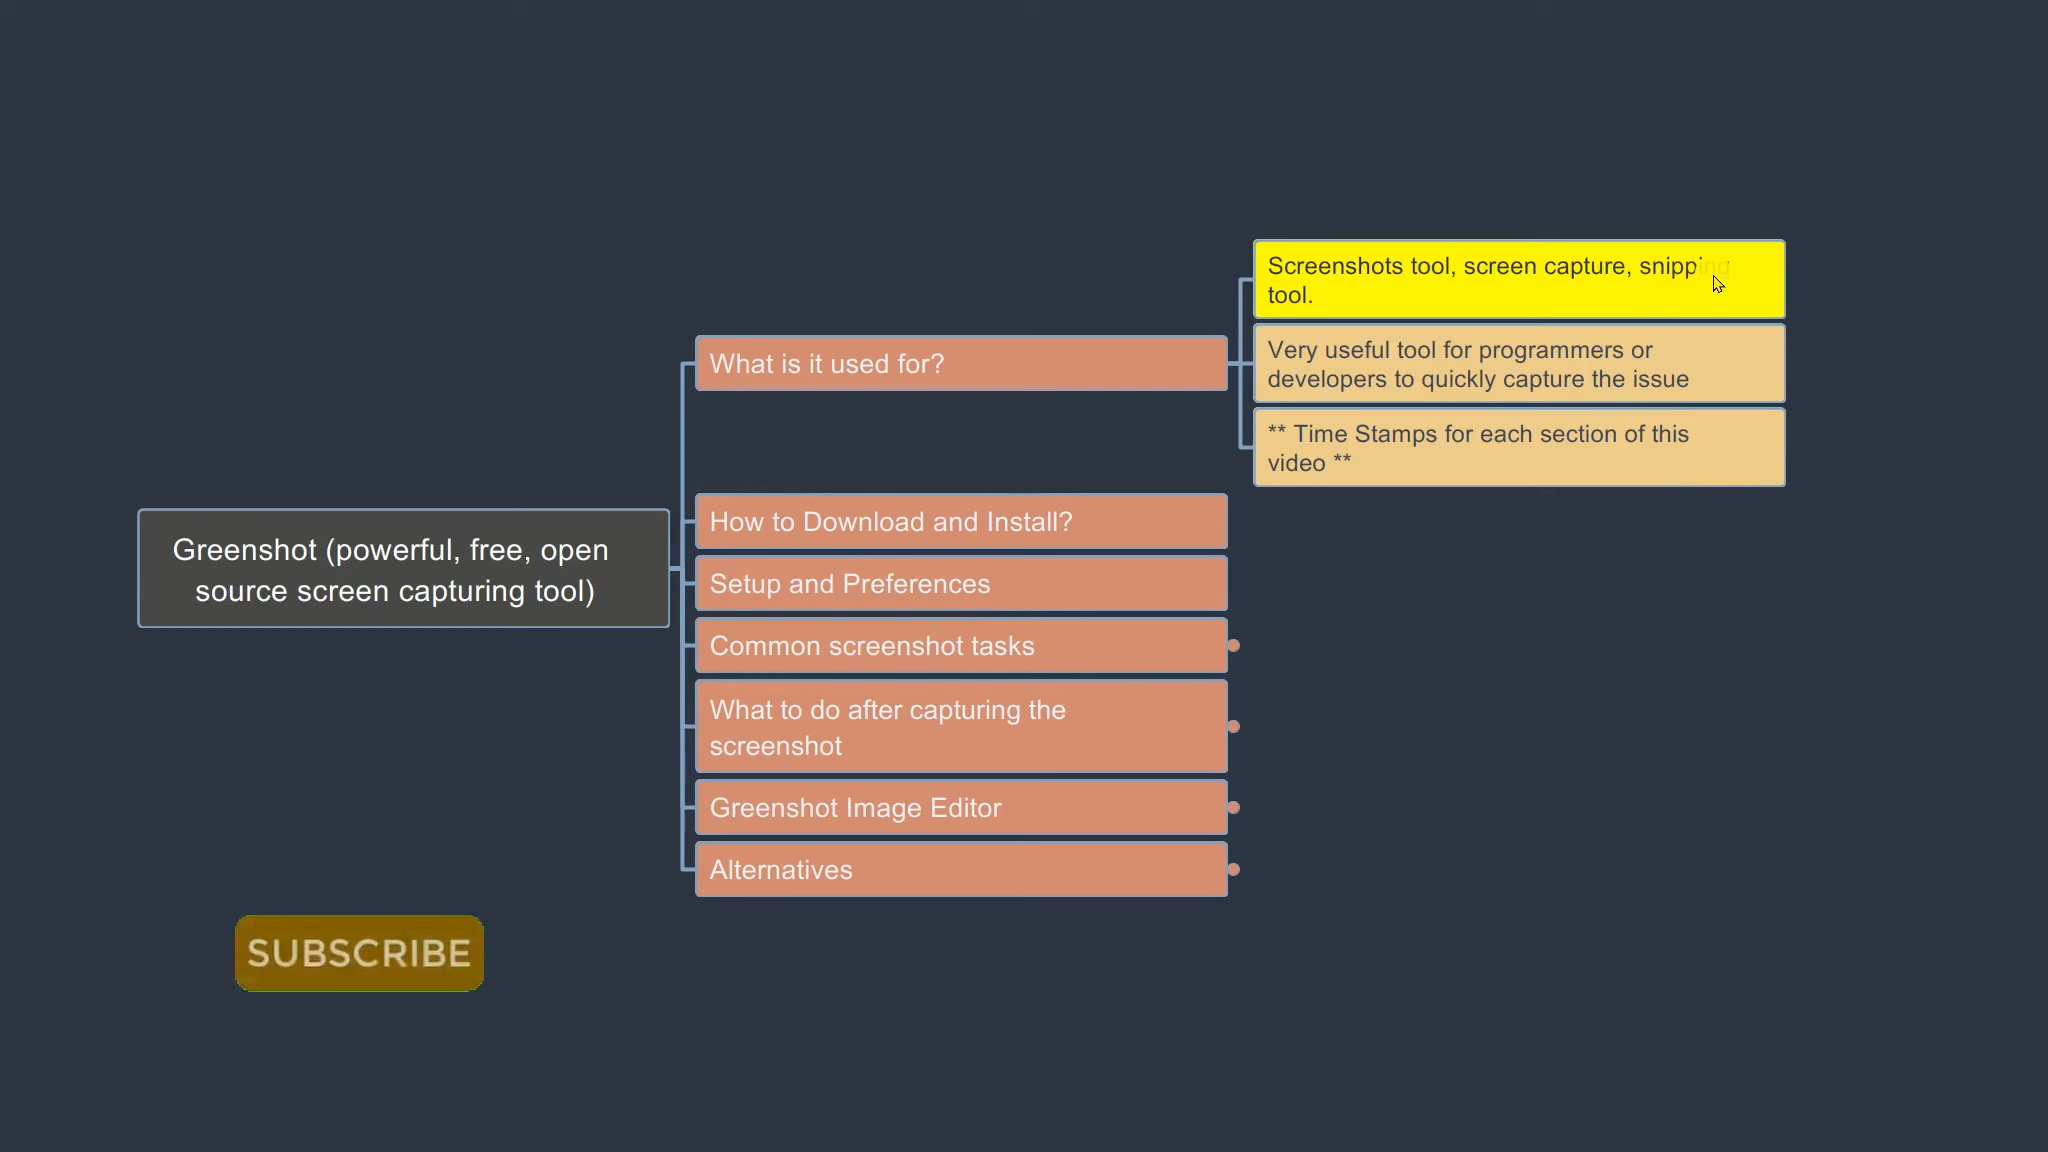 Greenshot (powerful, free, open
source screen capturing tool)
What is it used for?
Screenshots tool, screen capture, snipping
tool.
Very useful tool for programmers or
developers to quickly capture the issue
** Time Stamps for each section of this
video **
How to Download and Install?
Setup and Preferences
Common screenshot tasks
What to do after capturing the
screenshot
Greenshot Image Editor
Alternatives
SUBSCRIBE